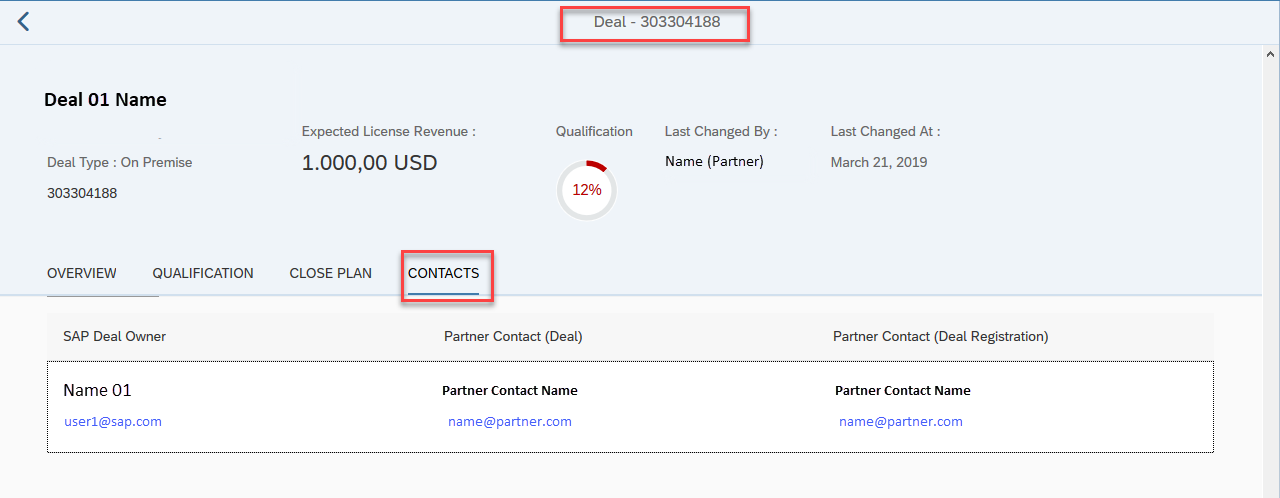 Deal - 303304188
Deal 01 Name
Expected License Revenue :
Qualification
Last Changed By :
Last Changed At :
Deal Type : On Premise
1.000,00 USD
Name (Partner)
March 21, 2019
303304188
12%
OVERVIEW
QUALIFICATION
CLOSE PLAN
CONTACTS
SAP Deal Owner
Partner Contact (Deal)
Partner Contact (Deal Registration)
Name 01
Partner Contact Name
Partner Contact Name
user1@sap.com
name@partner.com
name@partner.com